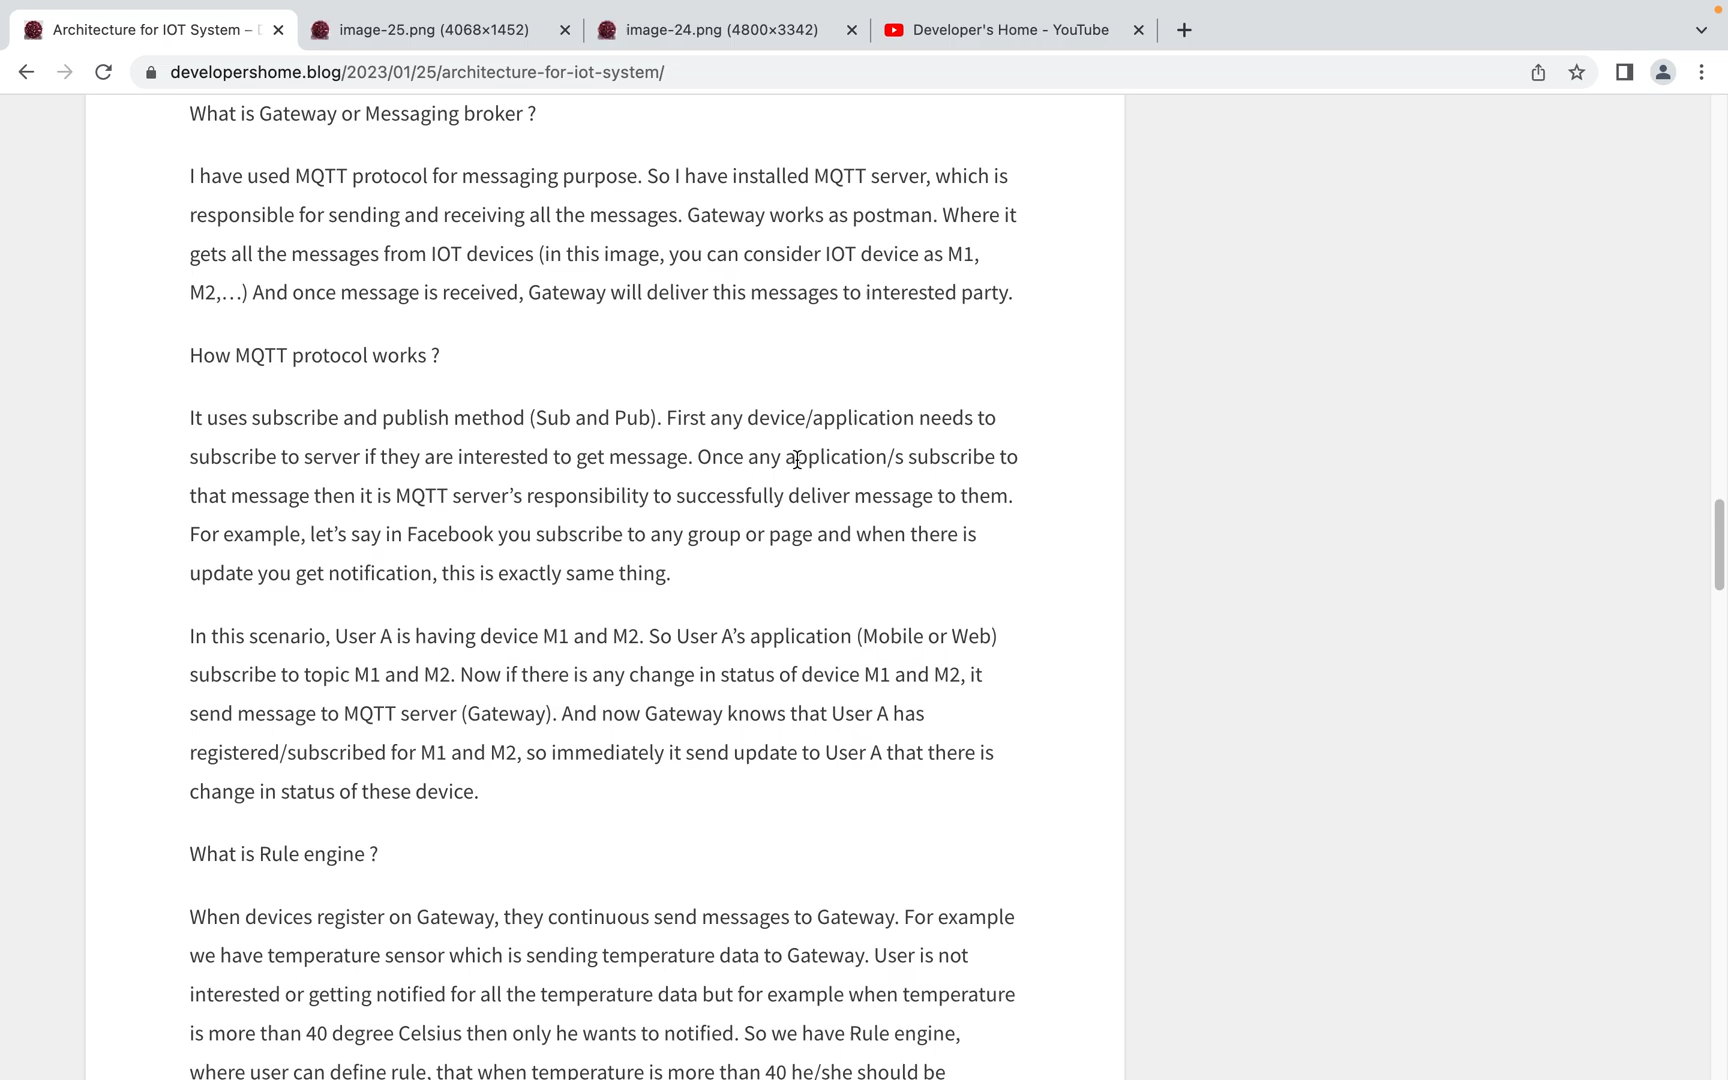 Architecture for IOT System –
image-25.png (4068×1452)
image-24.png (4800×3342)
Developer's Home - YouTube
developershome.blog/2023/01/25/architecture-for-iot-system/
What is Gateway or Messaging broker ?
I have used MQTT protocol for messaging purpose. So I have installed MQTT server, which is
responsible for sending and receiving all the messages. Gateway works as postman. Where it
gets all the messages from IOT devices (in this image, you can consider IOT device as M1,
M2,…) And once message is received, Gateway will deliver this messages to interested party.
How MQTT protocol works ?
It uses subscribe and publish method (Sub and Pub). First any device/application needs to
subscribe to server if they are interested to get message. Once any application/s subscribe to
that message then it is MQTT server’s responsibility to successfully deliver message to them.
For example, let’s say in Facebook you subscribe to any group or page and when there is
update you get notification, this is exactly same thing.
In this scenario, User A is having device M1 and M2. So User A’s application (Mobile or Web)
subscribe to topic M1 and M2. Now if there is any change in status of device M1 and M2, it
send message to MQTT server (Gateway). And now Gateway knows that User A has
registered/subscribed for M1 and M2, so immediately it send update to User A that there is
change in status of these device.
What is Rule engine ?
When devices register on Gateway, they continuous send messages to Gateway. For example
we have temperature sensor which is sending temperature data to Gateway. User is not
interested or getting notified for all the temperature data but for example when temperature
is more than 40 degree Celsius then only he wants to notified. So we have Rule engine,
where user can define rule, that when temperature is more than 40 he/she should be